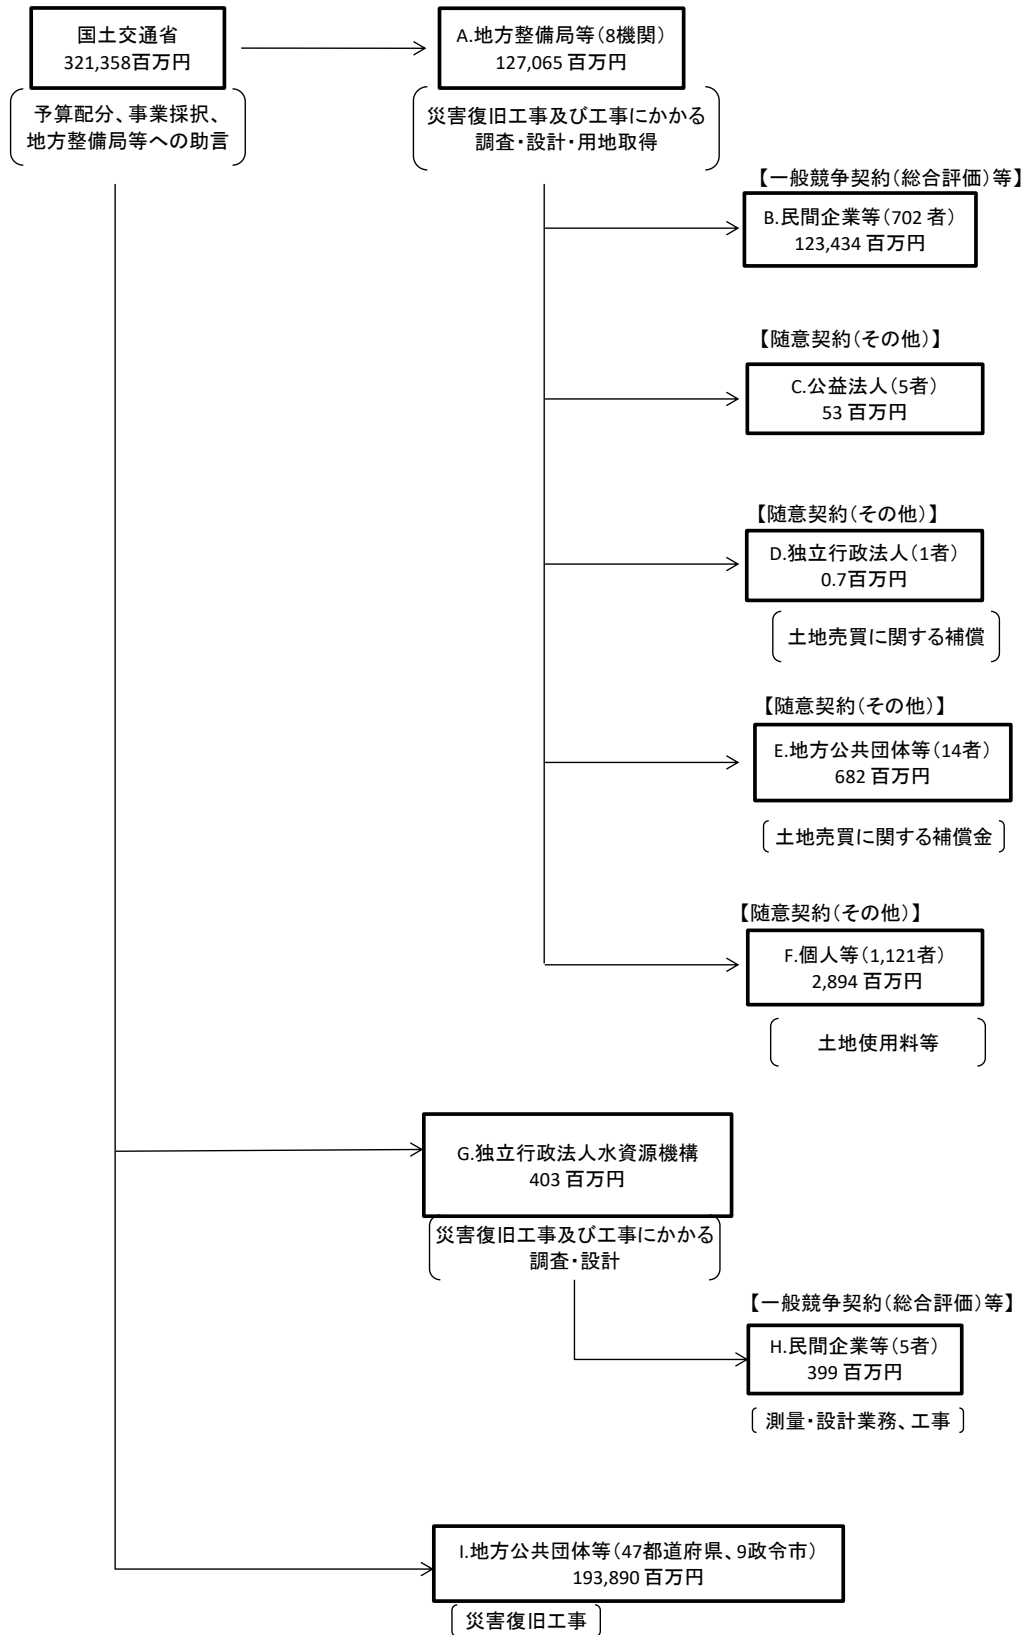 国土交通省
321,358百万円
予算配分、事業採択、
地方整備局等への助言
A.地方整備局等(8機関)
127,065 百万円
災害復旧工事及び工事にかかる
調査・設計・用地取得
【一般競争契約(総合評価)等】
B.民間企業等(702 者)
123,434 百万円
【随意契約(その他)】
C.公益法人(5者)
53 百万円
【随意契約(その他)】
D.独立行政法人(1者)
0.7百万円
土地売買に関する補償
【随意契約(その他)】
E.地方公共団体等(14者)
682 百万円
土地売買に関する補償金
【随意契約(その他)】
F.個人等(1,121者)
2,894 百万円
土地使用料等
G.独立行政法人水資源機構
403 百万円
災害復旧工事及び工事にかかる
調査・設計
【一般競争契約(総合評価)等】
H.民間企業等(5者)
399 百万円
測量・設計業務、工事
I.地方公共団体等(47都道府県、9政令市)
193,890 百万円
災害復旧工事